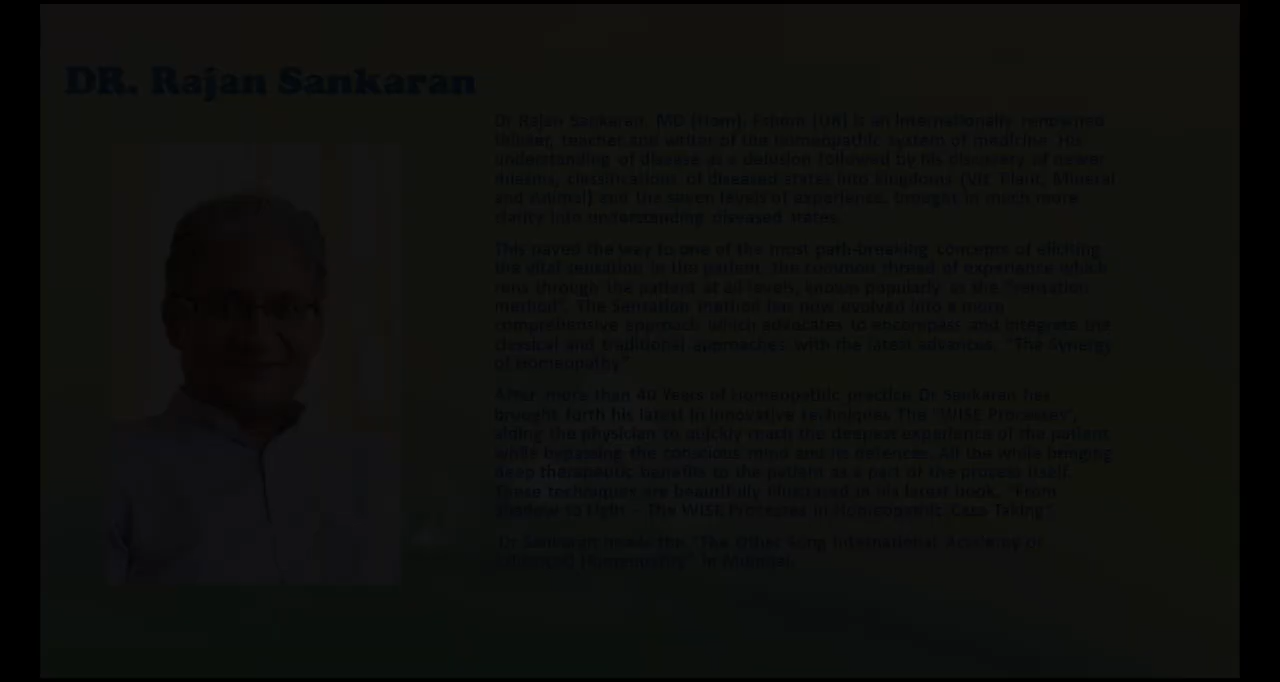 DR. Rajan Sankaran
Dr Rajan Sankaran, MD (Hom), FSHom (UK) is an internationally renowned
thinker, teacher and writer of the homeopathic system of medicine. His
understanding of disease as a delusion followed by his discovery of newer
miasms, classifications of diseased states into kingdoms (Viz. Plant, Mineral
and Animal) and the seven levels of experience, brought in much more
clarity into understanding diseased states.
This paved the way to one of the most path-breaking concepts of eliciting
the vital sensation in the patient, the common thread of experience which
runs through the patient at all levels, known popularly as the "sensation
method". The Sensation method has now evolved into a more
comprehensive approach which advocates to encompass and integrate the
classical and traditional approaches with the latest advances, "The Synergy
of Homeopathy"
After more than 40 Years of Homeopathic practice Dr Sankaran has
brought forth his latest in innovative techniques The "WISE Processes",
aiding the physician to quickly reach the deepest experience of the patient
while bypassing the conscious mind and its defences. All the while bringing
deep therapeutic benefits to the patient as a part of the process itself.
These techniques are beautifully illustrated in his latest book, "From
Shadow to Light – The WISE Processes in Homeopathic Case Taking"
Dr Sankaran heads the "The Other Song International Academy of
Advanced Homeopathy" in Mumbai.